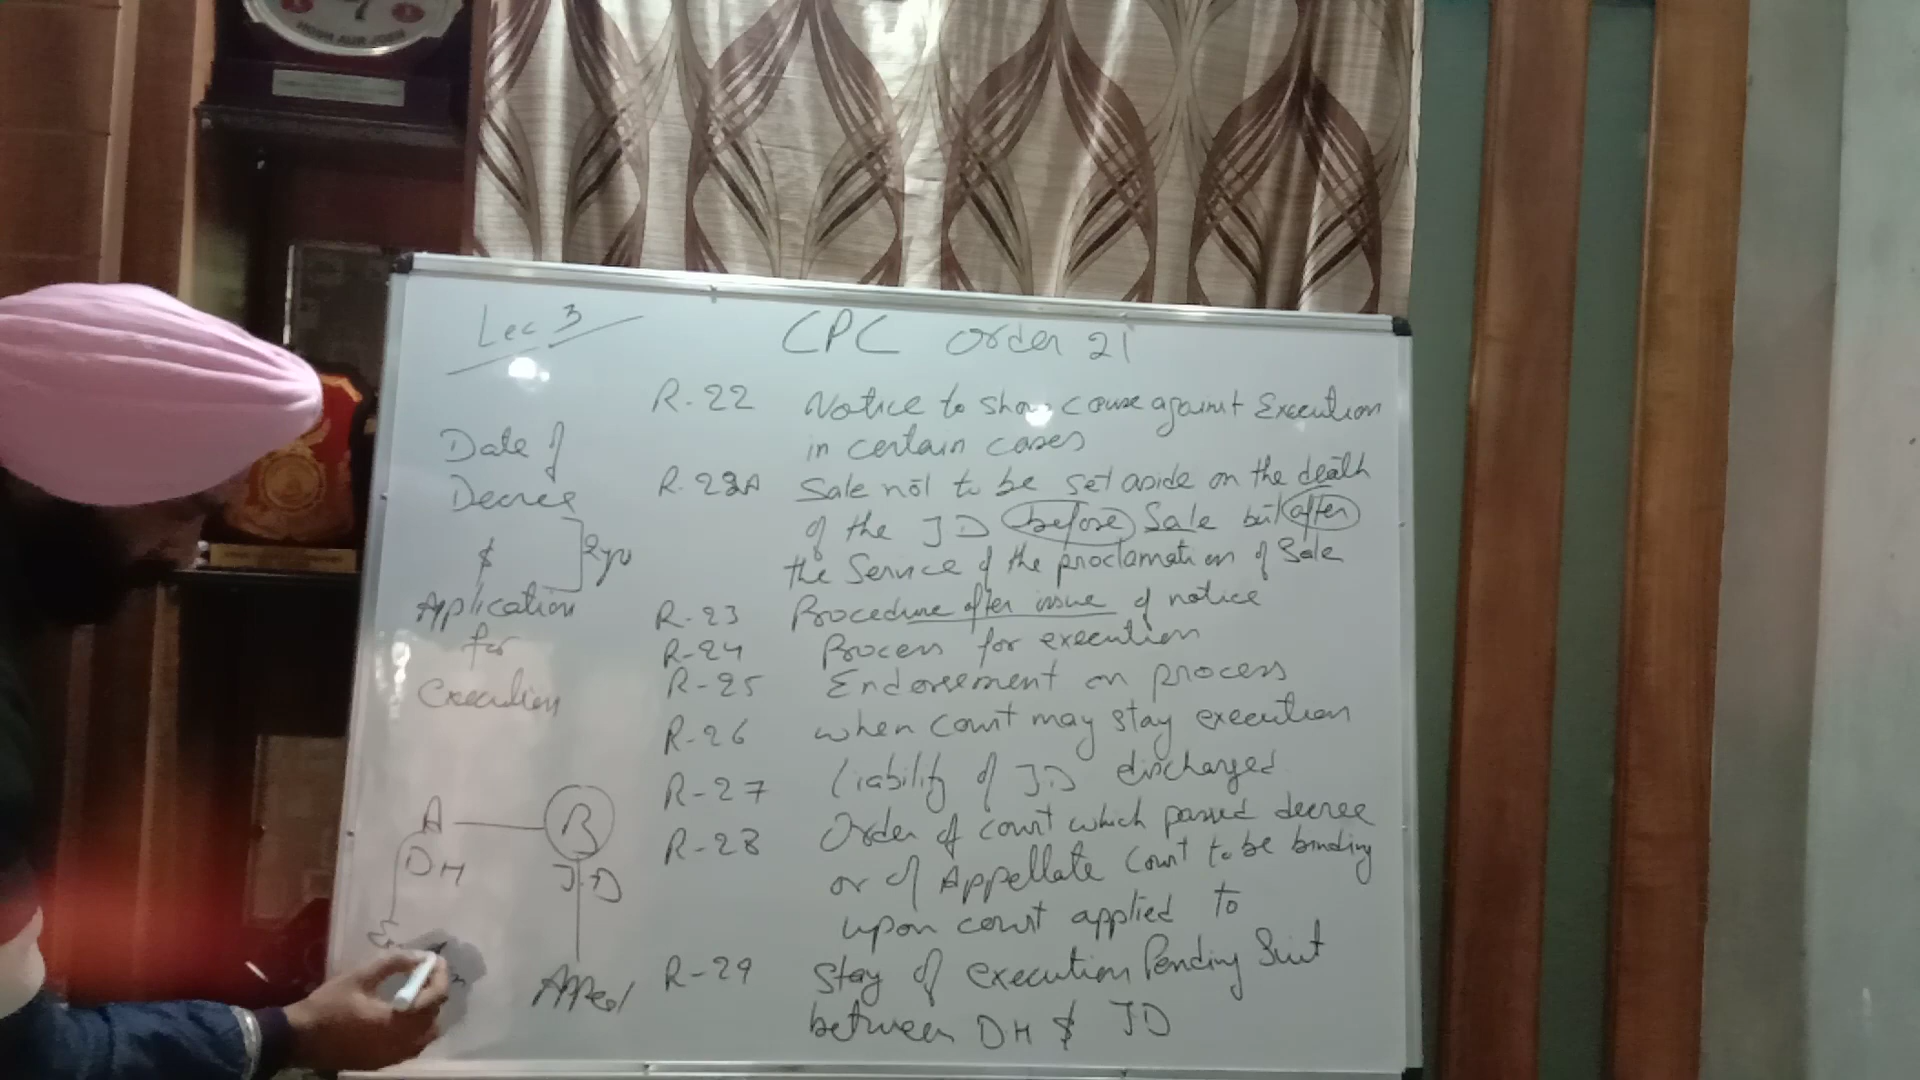 Lec 3
CPC Order 21
R-22 Notice to show cause against Execution
in certain cases
R-22A Sale not to be set aside on the death
of the JD before Sale but after
the Service of the proclamation of Sale
R-23 Procedure after issue of notice
R-24 Process for execution
R-25 Endorsement on process
R-26 when court may stay execution
R-27 Liability of J.D discharged
R-28 Order of court which passed decree
or of Appellate Court to be binding
upon court applied to
R-29 Stay of execution Pending Suit
between DH & JD
Date of
Decree
&
2yr
Application
for
Execution
A B
DH J.D
Appeal